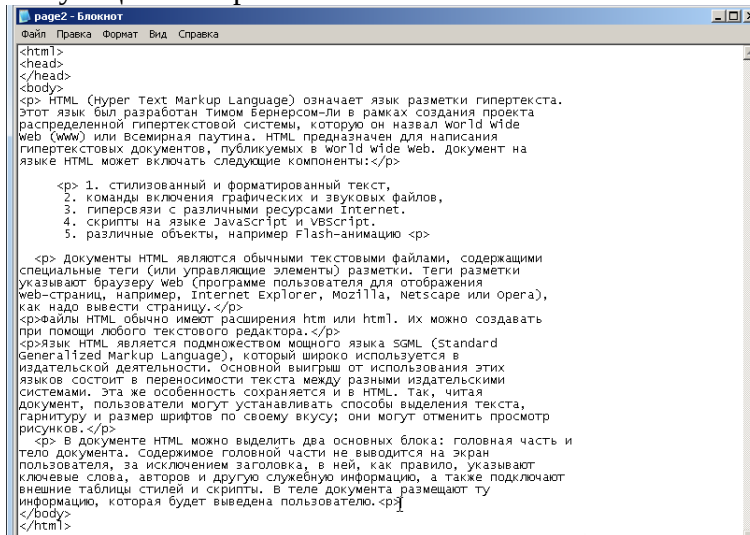 page2 - Блокнот
Файл Правка Формат Вид Справка
<html>
<head>
</head>
<body>
<p> HTML (Hyper Text Markup Language) означает язык разметки гипертекста.
Этот язык был разработан Тимом Бернерсом-Ли в рамках создания проекта
распределенной гипертекстовой системы, которую он назвал World Wide
Web (WWW) или Всемирная паутина. HTML предназначен для написания
гипертекстовых документов, публикуемых в World Wide Web. Документ на
языке HTML может включать следующие компоненты:</p>
<p> 1. стилизованный и форматированный текст,
2. команды включения графических и звуковых файлов,
3. гиперсвязи с различными ресурсами Internet.
4. скрипты на языке JavaScript и VBScript.
5. различные объекты, например Flash-анимацию <p>
<p> Документы HTML являются обычными текстовыми файлами, содержащими
специальные теги (или управляющие элементы) разметки. Теги разметки
указывают браузеру Web (программе пользователя для отображения
web-страниц, например, Internet Explorer, Mozilla, Netscape или Opera),
как надо вывести страницу.</p>
<p>Файлы HTML обычно имеют расширения htm или html. Их можно создавать
при помощи любого текстового редактора.</p>
<p>Язык HTML является подмножеством мощного языка SGML (Standard
Generalized Markup Language), который широко используется в
издательской деятельности. Основной выигрыш от использования этих
языков состоит в переносимости текста между разными издательскими
системами. Эта же особенность сохраняется и в HTML. Так, читая
документ, пользователи могут устанавливать способы выделения текста,
гарнитуру и размер шрифтов по своему вкусу; они могут отменить просмотр
рисунков.</p>
<p> В документе HTML можно выделить два основных блока: головная часть и
тело документа. Содержимое головной части не выводится на экран
пользователя, за исключением заголовка, в ней, как правило, указывают
ключевые слова, авторов и другую служебную информацию, а также подключают
внешние таблицы стилей и скрипты. В теле документа размещают ту
информацию, которая будет выведена пользователю.<p>
</body>
</html>